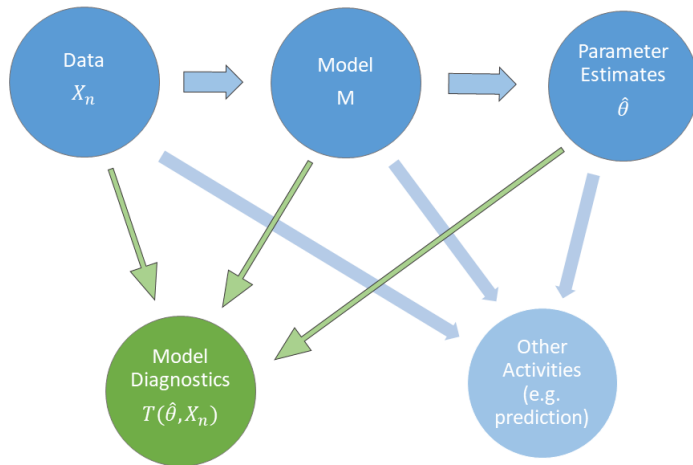 Data
X_n
Model
M
Parameter
Estimates
θ̂
Model
Diagnostics
T(θ̂, X_n)
Other
Activities
(e.g.
prediction)